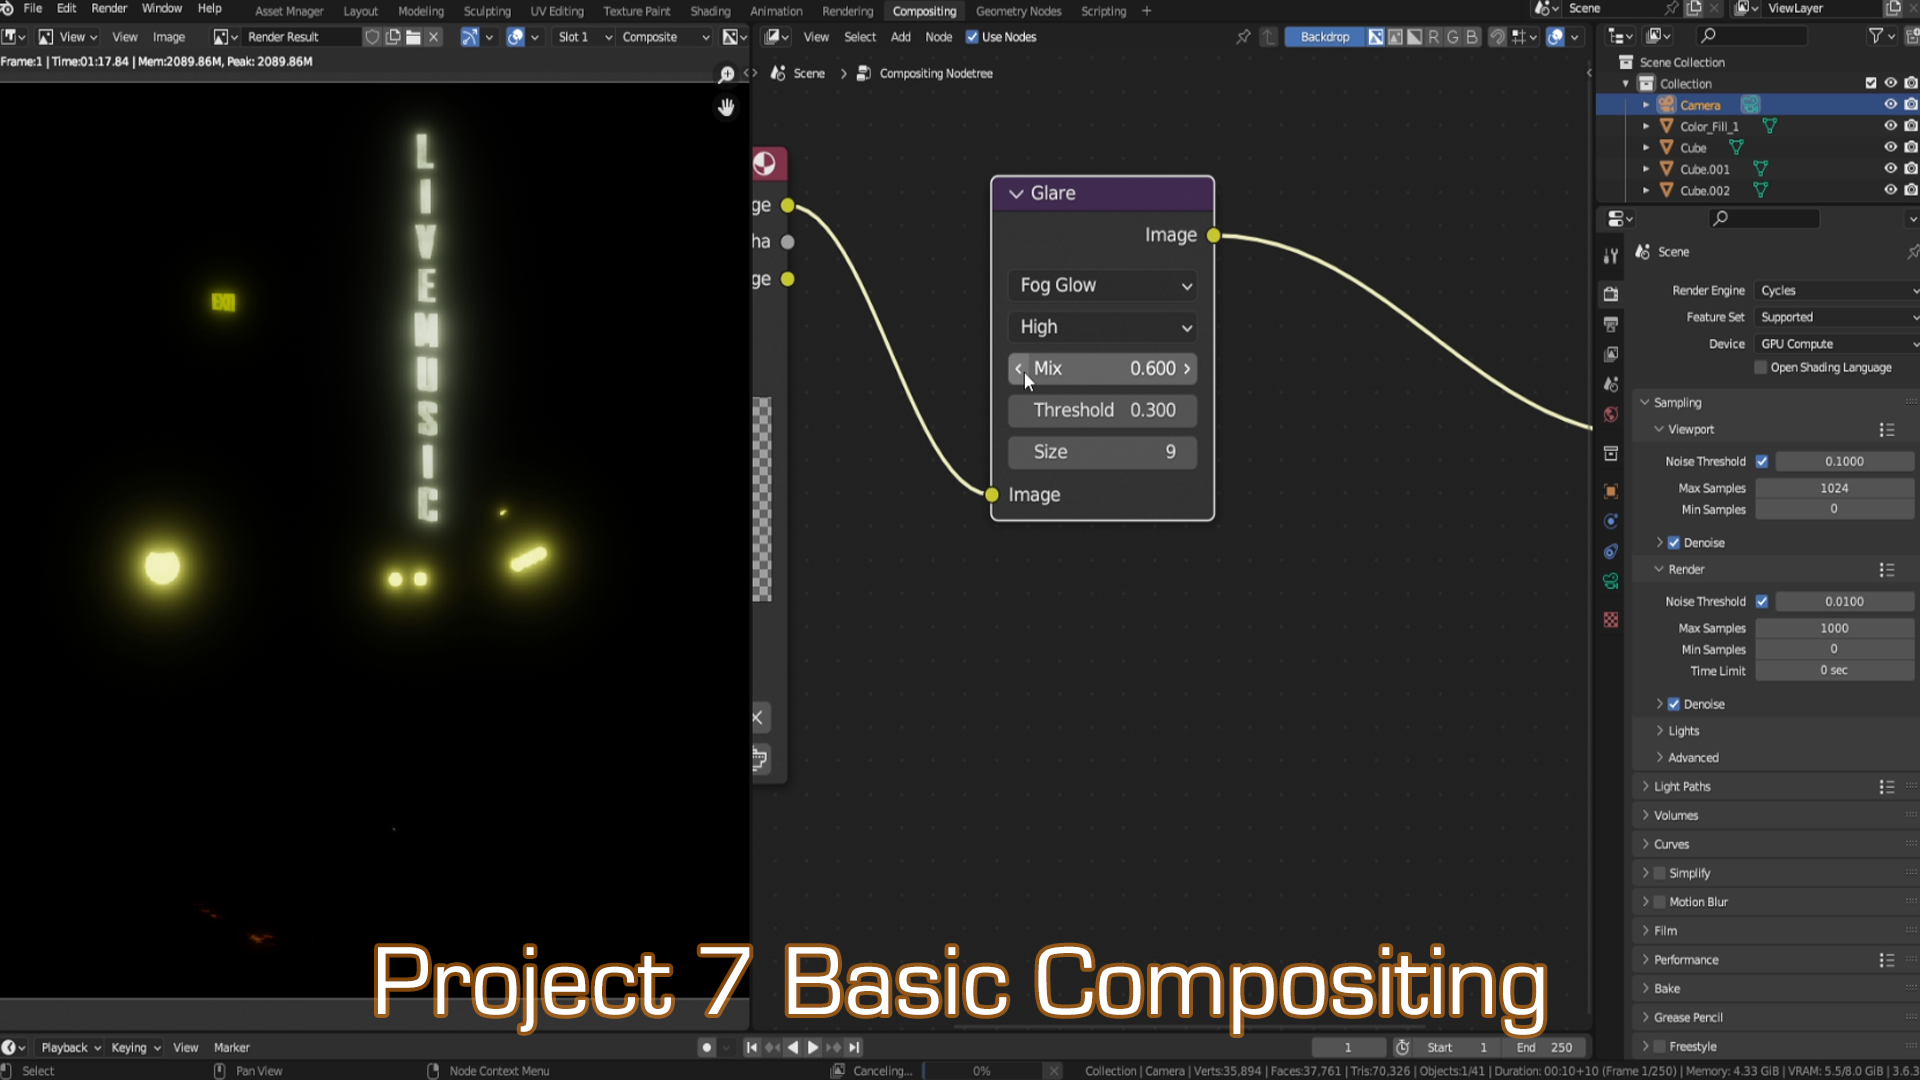 File Edit Render Window Help
Asset Mnager Layout Modeling Sculpting UV Editing Texture Paint Shading Animation Rendering Compositing Geometry Nodes Scripting +
Scene ViewLayer
View View Image Render Result Slot 1 Composite
View Select Add Node Use Nodes Backdrop R G B
Frame:1 | Time:01:17.84 | Mem:2089.86M, Peak: 2089.86M
Scene > Compositing Nodetree
L
I
V
E
M
U
S
I
C
EXIT
ge
ha
ge
Glare
Image
Fog Glow
High
Mix 0.600
Threshold 0.300
Size 9
Image
Scene Collection
Collection
Camera
Color_Fill_1
Cube
Cube.001
Cube.002
Scene
Render Engine Cycles
Feature Set Supported
Device GPU Compute
Open Shading Language
Sampling
Viewport
Noise Threshold 0.1000
Max Samples 1024
Min Samples 0
Denoise
Render
Noise Threshold 0.0100
Max Samples 1000
Min Samples 0
Time Limit 0 sec
Denoise
Lights
Advanced
Light Paths
Volumes
Curves
Simplify
Motion Blur
Film
Performance
Bake
Grease Pencil
Freestyle
Project 7 Basic Compositing
Playback Keying View Marker
1 Start 1 End 250
Select Pan View Node Context Menu Canceling... 0%
Collection | Camera | Verts:35,894 | Faces:37,761 | Tris:70,326 | Objects:1/41 | Duration: 00:10+10 (Frame 1/250) | Memory: 4.33 GiB | VRAM: 5.5/8.0 GiB | 3.6.3